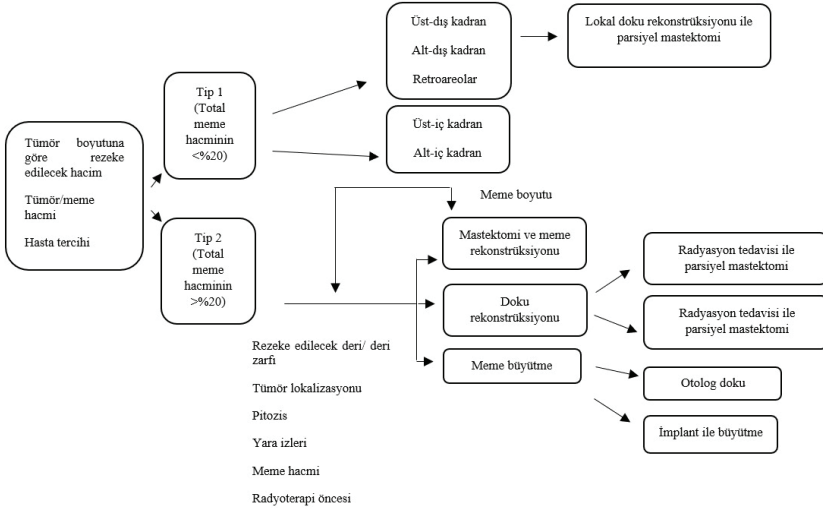 Tümör boyutuna
göre rezeke
edilecek hacim
Tümör/meme
hacmi
Hasta tercihi
Tip 1
(Total
meme
hacminin
<%20)
Tip 2
(Total
meme
hacminin
>%20)
Üst-dış kadran
Alt-dış kadran
Retroareolar
Lokal doku rekonstrüksiyonu ile
parsiyel mastektomi
Üst-iç kadran
Alt-iç kadran
Meme boyutu
Mastektomi ve meme
rekonstrüksiyonu
Doku
rekonstrüksiyonu
Meme büyütme
Radyasyon tedavisi ile
parsiyel mastektomi
Radyasyon tedavisi ile
parsiyel mastektomi
Otolog doku
İmplant ile büyütme
Rezeke edilecek deri/ deri
zarfı
Tümör lokalizasyonu
Pitozis
Yara izleri
Meme hacmi
Radyoterapi öncesi